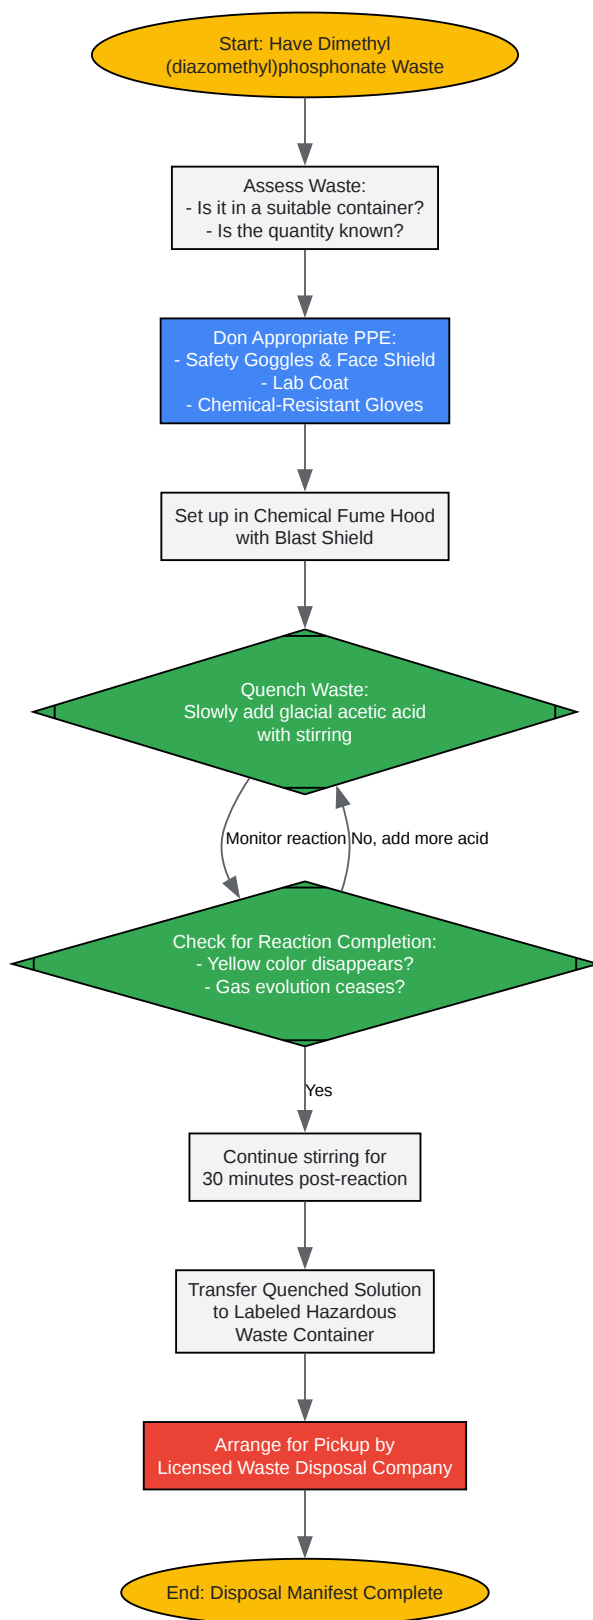 Start: Have Dimethyl
(diazomethyl)phosphonate Waste
Assess Waste:
- Is it in a suitable container?
- Is the quantity known?
Don Appropriate PPE:
- Safety Goggles & Face Shield
- Lab Coat
- Chemical-Resistant Gloves
Set up in Chemical Fume Hood
with Blast Shield
Quench Waste:
Slowly add glacial acetic acid
with stirring
Monitor reaction
No, add more acid
Check for Reaction Completion:
- Yellow color disappears?
- Gas evolution ceases?
Yes
Continue stirring for
30 minutes post-reaction
Transfer Quenched Solution
to Labeled Hazardous
Waste Container
Arrange for Pickup by
Licensed Waste Disposal Company
End: Disposal Manifest Complete